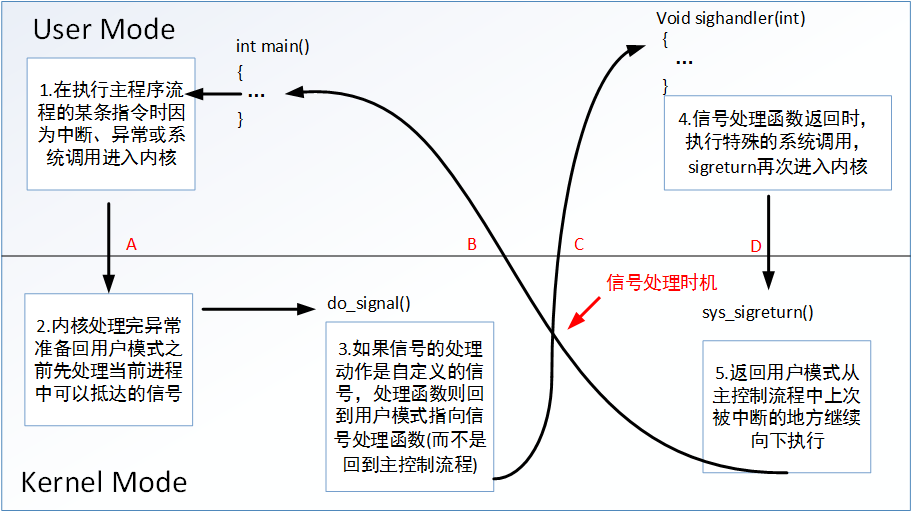 User Mode
int main()
{
...
}
1.在执行主程序流
程的某条指令时因
为中断、异常或系
统调用进入内核
Void sighandler(int)
{
...
}
4.信号处理函数返回时，
执行特殊的系统调用，
sigreturn再次进入内核
A
B
C
D
信号处理时机
2.内核处理完异常
准备回用户模式之
前先处理当前进程
中可以抵达的信号
do_signal()
3.如果信号的处理
动作是自定义的信
号，处理函数则回
到用户模式指向信
号处理函数(而不是
回到主控制流程)
sys_sigreturn()
5.返回用户模式从
主控制流程中上次
被中断的地方继续
向下执行
Kernel Mode